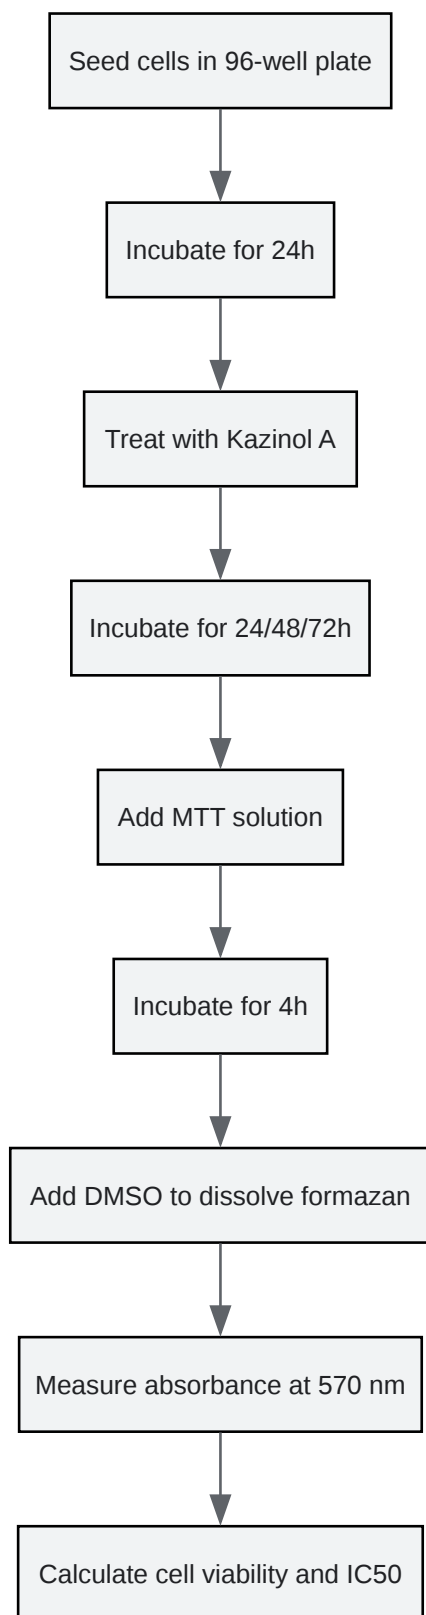 Seed cells in 96-well plate
Incubate for 24h
Treat with Kazinol A
Incubate for 24/48/72h
Add MTT solution
Incubate for 4h
Add DMSO to dissolve formazan
Measure absorbance at 570 nm
Calculate cell viability and IC50